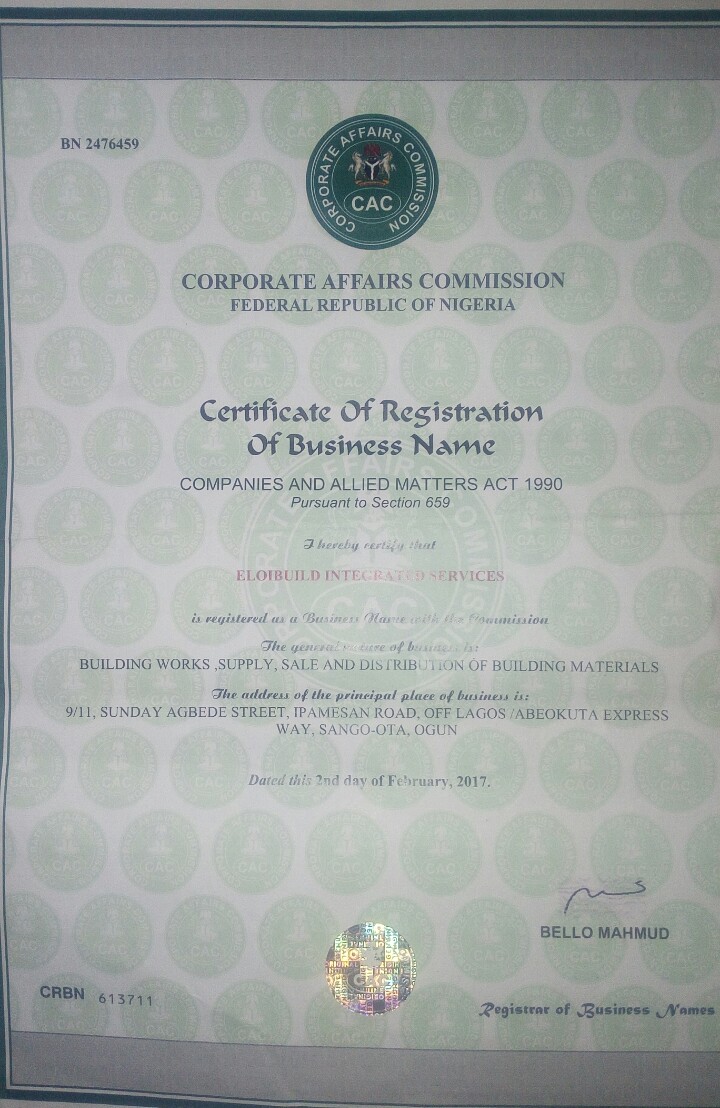 BN 2476459
CORPORATE AFFAIRS COMMISSION
CAC
CORPORATE AFFAIRS COMMISSION
FEDERAL REPUBLIC OF NIGERIA
Certificate Of Registration
Of Business Name
COMPANIES AND ALLIED MATTERS ACT 1990
Pursuant to Section 659
I hereby certify that
ELOIBUILD INTEGRATED SERVICES
is registered as a Business Name with the Commission
The general nature of business is:
BUILDING WORKS ,SUPPLY, SALE AND DISTRIBUTION OF BUILDING MATERIALS
The address of the principal place of business is:
9/11, SUNDAY AGBEDE STREET, IPAMESAN ROAD, OFF LAGOS /ABEOKUTA EXPRESS
WAY, SANGO-OTA, OGUN
Dated this 2nd day of February, 2017.
BELLO MAHMUD
CRBN 613711
Registrar of Business Names